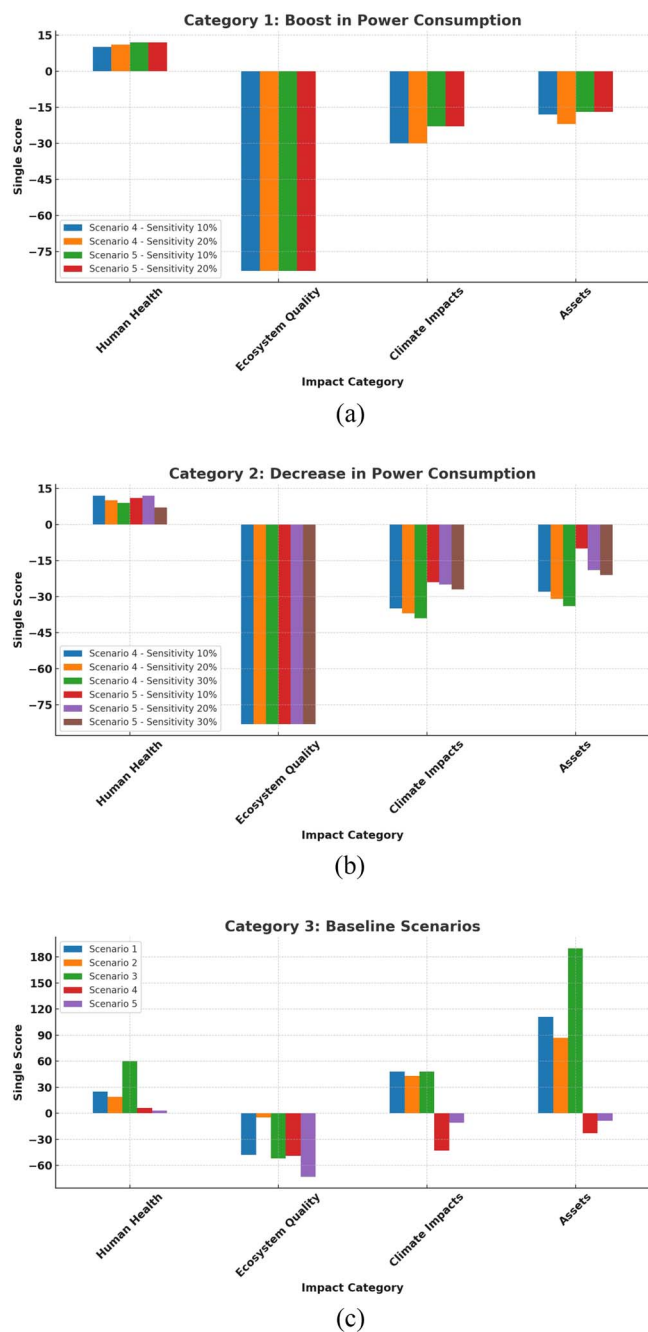 Category 1: Boost in Power Consumption
15
0
−15
−30
−45
−60
−75
Single Score
Scenario 4 - Sensitivity 10%
Scenario 4 - Sensitivity 20%
Scenario 5 - Sensitivity 10%
Scenario 5 - Sensitivity 20%
Human Health
Ecosystem Quality
Climate Impacts
Assets
Impact Category
(a)
Category 2: Decrease in Power Consumption
15
0
−15
−30
−45
−60
−75
Single Score
Scenario 4 - Sensitivity 10%
Scenario 4 - Sensitivity 20%
Scenario 4 - Sensitivity 30%
Scenario 5 - Sensitivity 10%
Scenario 5 - Sensitivity 20%
Scenario 5 - Sensitivity 30%
Human Health
Ecosystem Quality
Climate Impacts
Assets
Impact Category
(b)
Category 3: Baseline Scenarios
Scenario 1
Scenario 2
Scenario 3
Scenario 4
Scenario 5
180
150
120
90
60
30
0
−30
−60
Single Score
Human Health
Ecosystem Quality
Climate Impacts
Assets
Impact Category
(c)